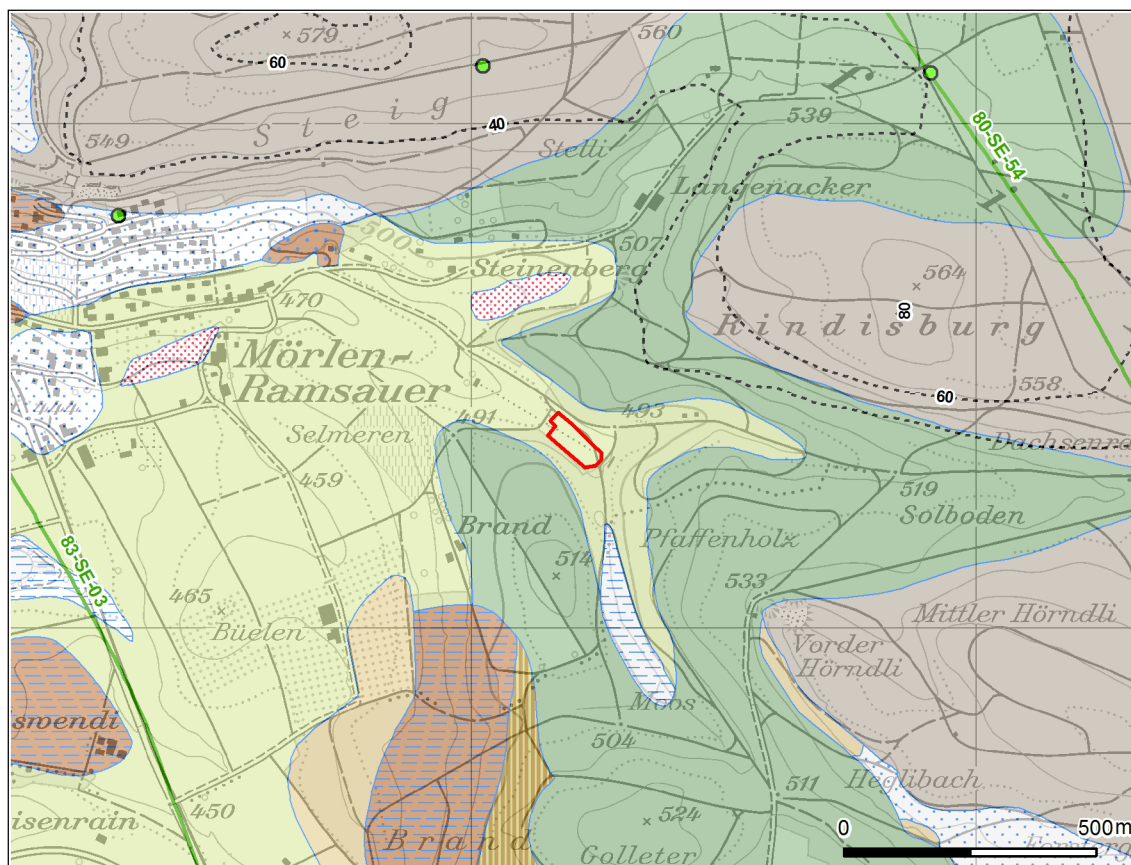 579
560
60
Steig
40
549
539
80-SE-54
Stelli
Langenacker
500
507
Steinenberg
564
470
80
Rindisburg
Mörlen-
Ramsauer
558
444
60
491
493
Selmeren
459
519
Solboden
Brand
Pfaffenholz
514
533
83-SE-03
465
Büelen
Mittler Hörndli
Vorder
Hörndli
Moos
504
511
Heglibach
450
524
Brand
Golleter
isenrain
0
500m